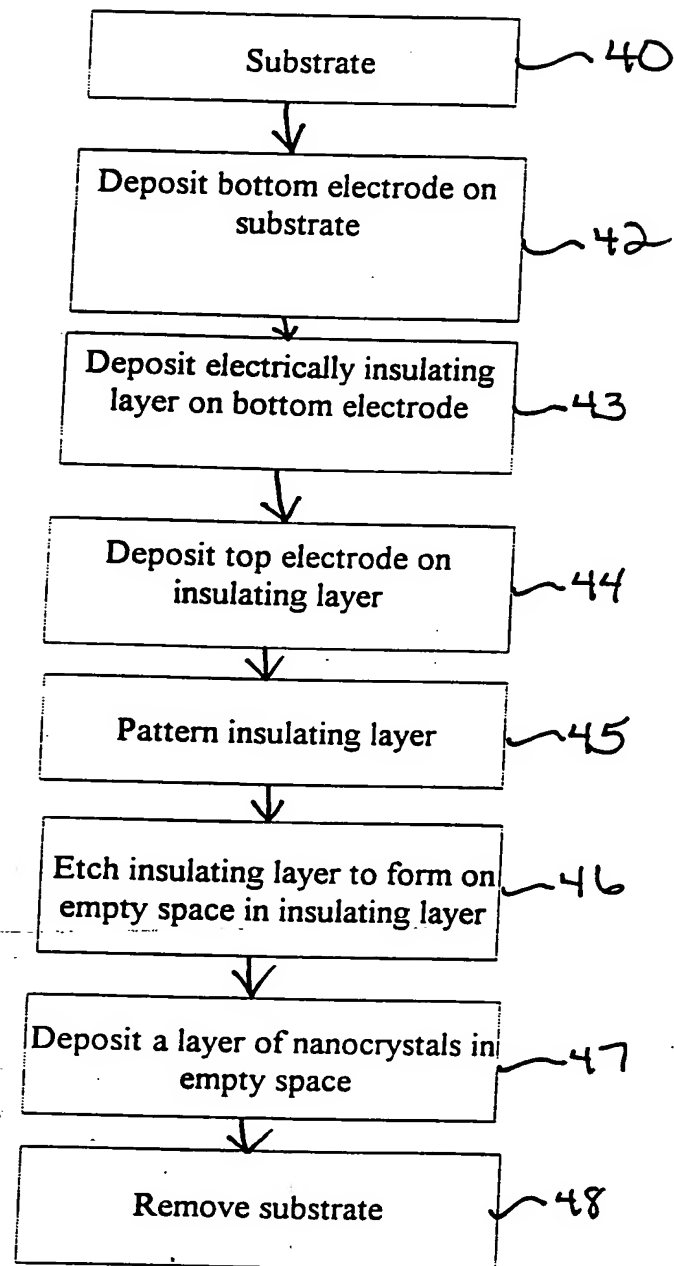 Substrate
40
Deposit bottom electrode on
substrate
42
Deposit electrically insulating
layer on bottom electrode
43
Deposit top electrode on
insulating layer
44
Pattern insulating layer
45
Etch insulating layer to form on
empty space in insulating layer
46
Deposit a layer of nanocrystals in
empty space
47
Remove substrate
48